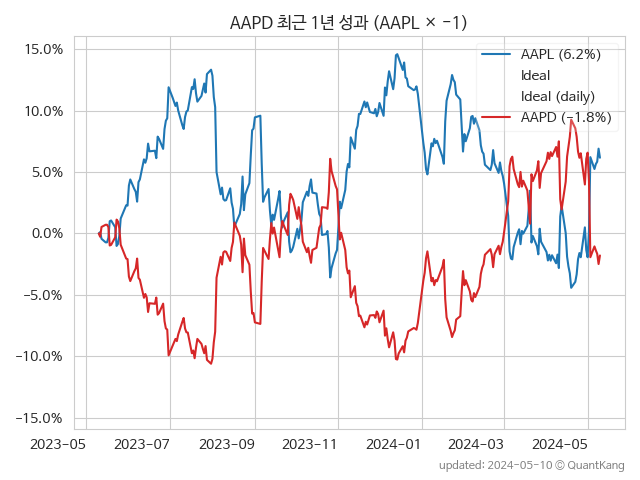 AAPD 최근 1년 성과 (AAPL × −1)
15.0%
10.0%
5.0%
0.0%
−5.0%
−10.0%
−15.0%
AAPL (6.2%)
Ideal
Ideal (daily)
AAPD (−1.8%)
2023-05
2023-07
2023-09
2023-11
2024-01
2024-03
2024-05
updated: 2024-05-10 © QuantKang